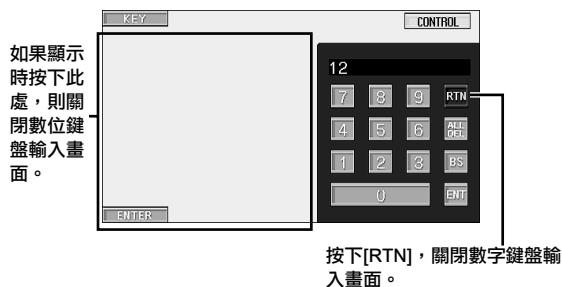 KEY
CONTROL
如果顯示
時按下此
處，則關
閉數位鍵
盤輸入畫
面。
12
7 8 9 RTN
4 5 6 ALL DEL
1 2 3 BS
0 ENT
ENTER
按下[RTN]，關閉數字鍵盤輸
入畫面。